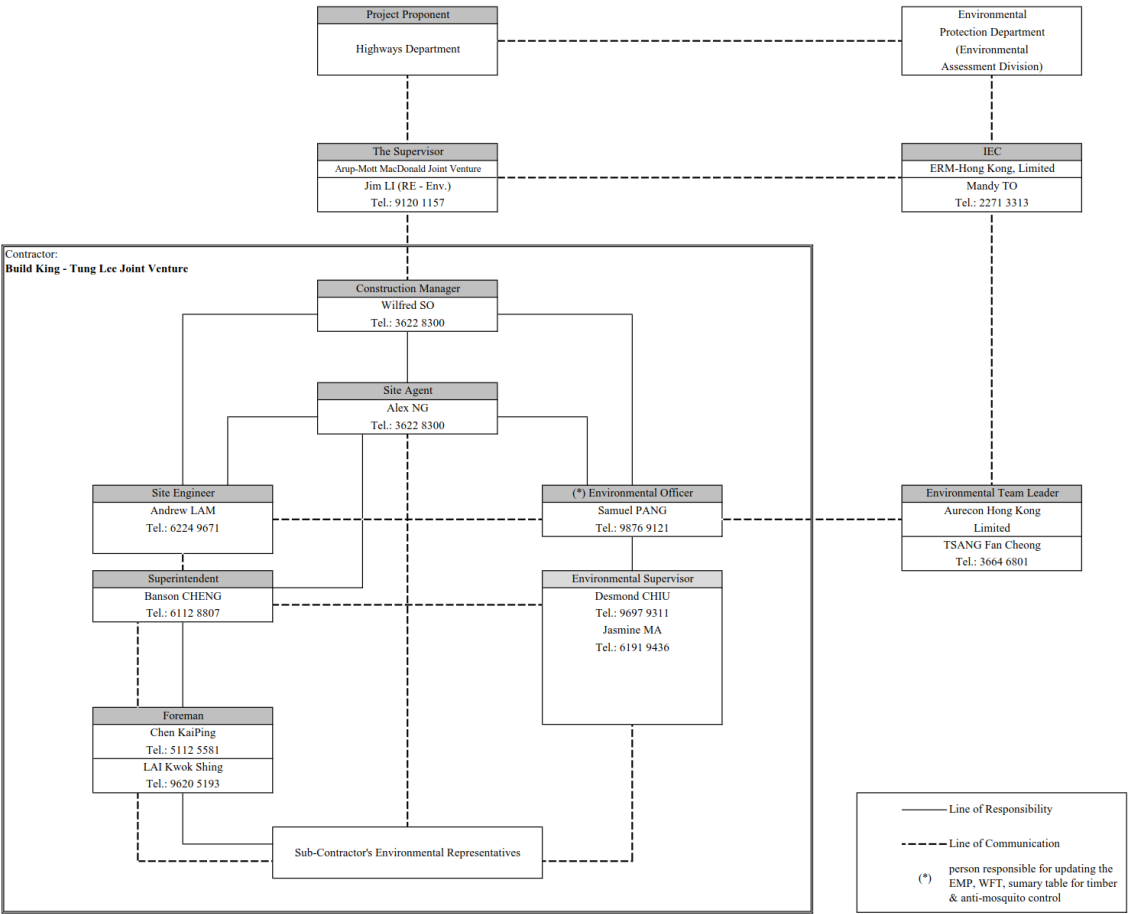 Project Proponent
Highways Department
Environmental
Protection Department
(Environmental
Assessment Division)
The Supervisor
Arup-Mott MacDonald Joint Venture
Jim LI (RE - Env.)
Tel.: 9120 1157
IEC
ERM-Hong Kong, Limited
Mandy TO
Tel.: 2271 3313
Contractor:
Build King - Tung Lee Joint Venture
Construction Manager
Wilfred SO
Tel.: 3622 8300
Site Agent
Alex NG
Tel.: 3622 8300
Site Engineer
Andrew LAM
Tel.: 6224 9671
(*) Environmental Officer
Samuel PANG
Tel.: 9876 9121
Environmental Team Leader
Aurecon Hong Kong
Limited
TSANG Fan Cheong
Tel.: 3664 6801
Superintendent
Banson CHENG
Tel.: 6112 8807
Environmental Supervisor
Desmond CHIU
Tel.: 9697 9311
Jasmine MA
Tel.: 6191 9436
Foreman
Chen KaiPing
Tel.: 5112 5581
LAI Kwok Shing
Tel.: 9620 5193
Sub-Contractor's Environmental Representatives
Line of Responsibility
Line of Communication
(*) person responsible for updating the
EMP, WFT, sumary table for timber
& anti-mosquito control